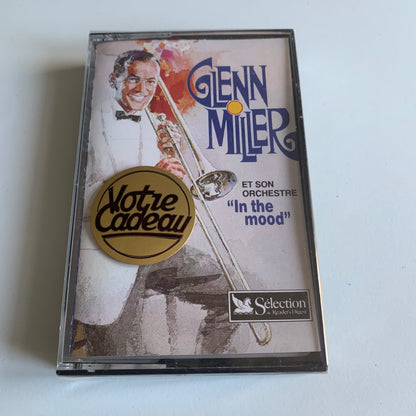 GLENN
MILLER
ET SON
ORCHESTRE
"In the
mood"
Votre
Cadeau
Sélection
du Reader's Digest